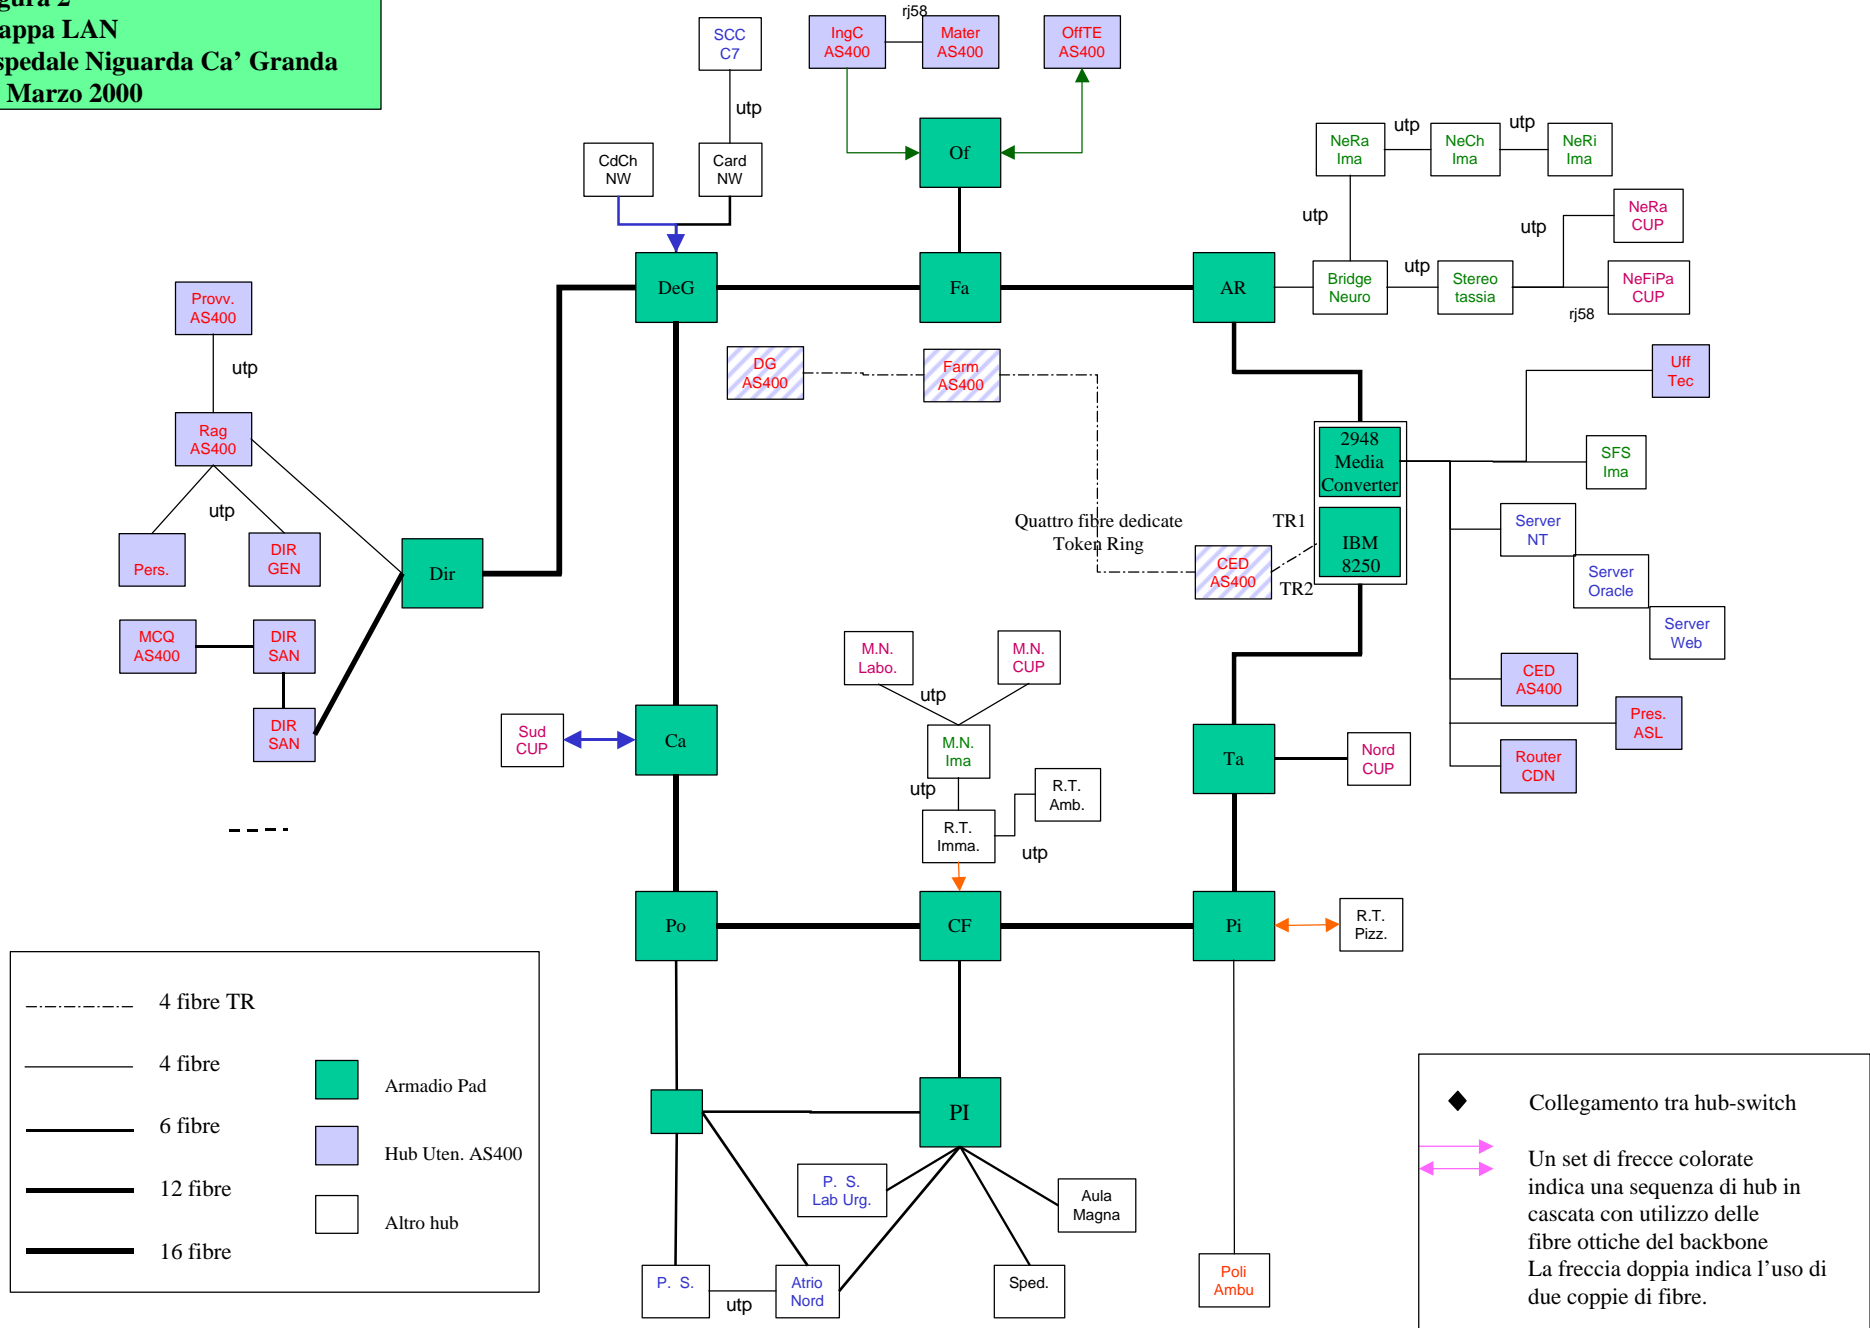 gura 2
appa LAN
spedale Niguarda Ca' Granda
Marzo 2000
SCC
C7
utp
CdCh
NW
Card
NW
rj58
IngC
AS400
Mater
AS400
OffTE
AS400
Of
NeRa
Ima
utp
NeCh
Ima
utp
NeRi
Ima
utp
utp
NeRa
CUP
DeG
Fa
AR
Bridge
Neuro
utp
Stereo
tassia
NeFiPa
CUP
rj58
Provv.
AS400
utp
Rag
AS400
utp
Pers.
DIR
GEN
MCQ
AS400
DIR
SAN
DIR
SAN
Dir
DG
AS400
Farm
AS400
Quattro fibre dedicate
Token Ring
TR1
CED
AS400
TR2
2948
Media
Converter
IBM
8250
Uff
Tec
SFS
Ima
Server
NT
Server
Oracle
Server
Web
CED
AS400
Pres.
ASL
Router
CDN
M.N.
Labo.
utp
M.N.
CUP
M.N.
Ima
utp
R.T.
Amb.
R.T.
Imma.
utp
Sud
CUP
Ca
Ta
Nord
CUP
Po
CF
Pi
R.T.
Pizz.
PI
P. S.
Lab Urg.
Aula
Magna
P. S.
utp
Atrio
Nord
Sped.
Poli
Ambu
4 fibre TR
4 fibre
6 fibre
12 fibre
16 fibre
Armadio Pad
Hub Uten. AS400
Altro hub
Collegamento tra hub-switch
Un set di frecce colorate
indica una sequenza di hub in
cascata con utilizzo delle
fibre ottiche del backbone
La freccia doppia indica l'uso di
due coppie di fibre.